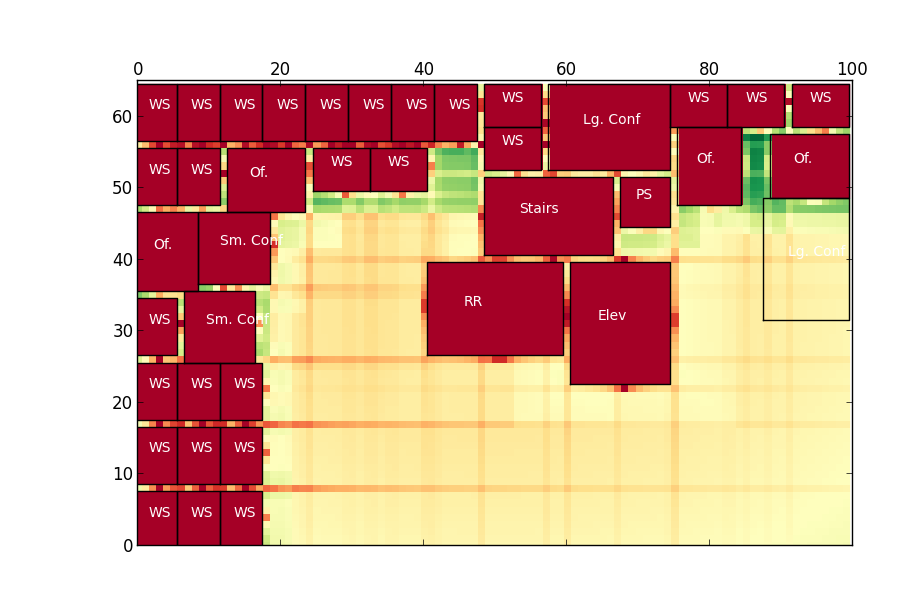 0 20 40 60 80 100
60 50 40 30 20 10 0
WS WS WS WS WS WS WS WS WS Lg. Conf WS WS WS
WS
WS WS Of. WS WS Of. Of.
Stairs PS
Of. Sm. Conf Lg. Conf
RR Elev
WS Sm. Conf
WS WS WS
WS WS WS
WS WS WS